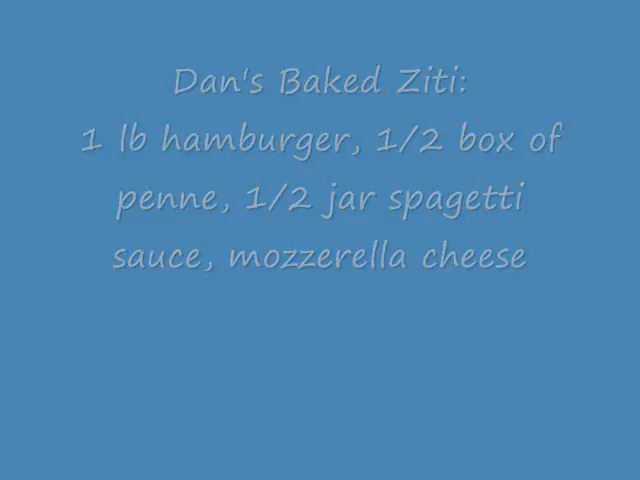 Dan's Baked Ziti:
1 lb hamburger, 1/2 box of
penne, 1/2 jar spagetti
sauce, mozzerella cheese